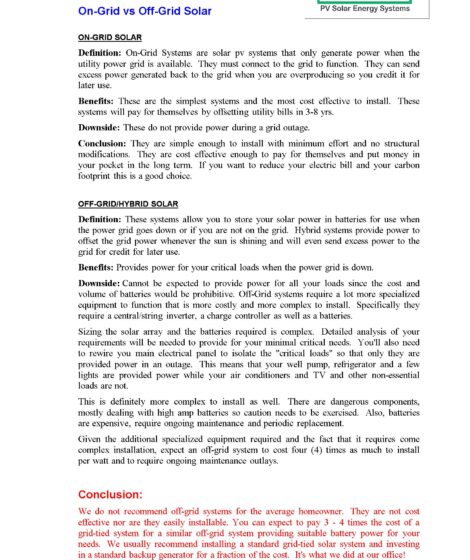 PV Solar Energy Systems
On-Grid vs Off-Grid Solar
ON-GRID SOLAR
Definition: On-Grid Systems are solar pv systems that only generate power when the
utility power grid is available. They must connect to the grid to function. They can send
excess power generated back to the grid when you are overproducing so you credit it for
later use.
Benefits: These are the simplest systems and the most cost effective to install. These
systems will pay for themselves by offsetting utility bills in 3-8 yrs.
Downside: These do not provide power during a grid outage.
Conclusion: They are simple enough to install with minimum effort and no structural
modifications. They are cost effective enough to pay for themselves and put money in
your pocket in the long term. If you want to reduce your electric bill and your carbon
footprint this is a good choice.
OFF-GRID/HYBRID SOLAR
Definition: These systems allow you to store your solar power in batteries for use when
the power grid goes down or if you are not on the grid. Hybrid systems provide power to
offset the grid power whenever the sun is shining and will even send excess power to the
grid for credit for later use.
Benefits: Provides power for your critical loads when the power grid is down.
Downside: Cannot be expected to provide power for all your loads since the cost and
volume of batteries would be prohibitive. Off-Grid systems require a lot more specialized
equipment to function that is more costly and more complex to install. Specifically they
require a central/string inverter, a charge controller as well as a batteries.
Sizing the solar array and the batteries required is complex. Detailed analysis of your
requirements will be needed to provide for your minimal critical needs. You'll also need
to rewire you main electrical panel to isolate the "critical loads" so that only they are
provided power in an outage. This means that your well pump, refrigerator and a few
lights are provided power while your air conditioners and TV and other non-essential
loads are not.
This is definitely more complex to install as well. There are dangerous components,
mostly dealing with high amp batteries so caution needs to be exercised. Also, batteries
are expensive, require ongoing maintenance and periodic replacement.
Given the additional specialized equipment required and the fact that it requires come
complex installation, expect an off-grid system to cost four (4) times as much to install
per watt and to require ongoing maintenance outlays.
Conclusion:
We do not recommend off-grid systems for the average homeowner. They are not cost
effective nor are they easily installable. You can expect to pay 3 - 4 times the cost of a
grid-tied system for a similar off-grid system providing suitable battery power for your
needs. We usually recommend installing a standard grid-tied solar system and investing
in a standard backup generator for a fraction of the cost. It's what we did at our office!